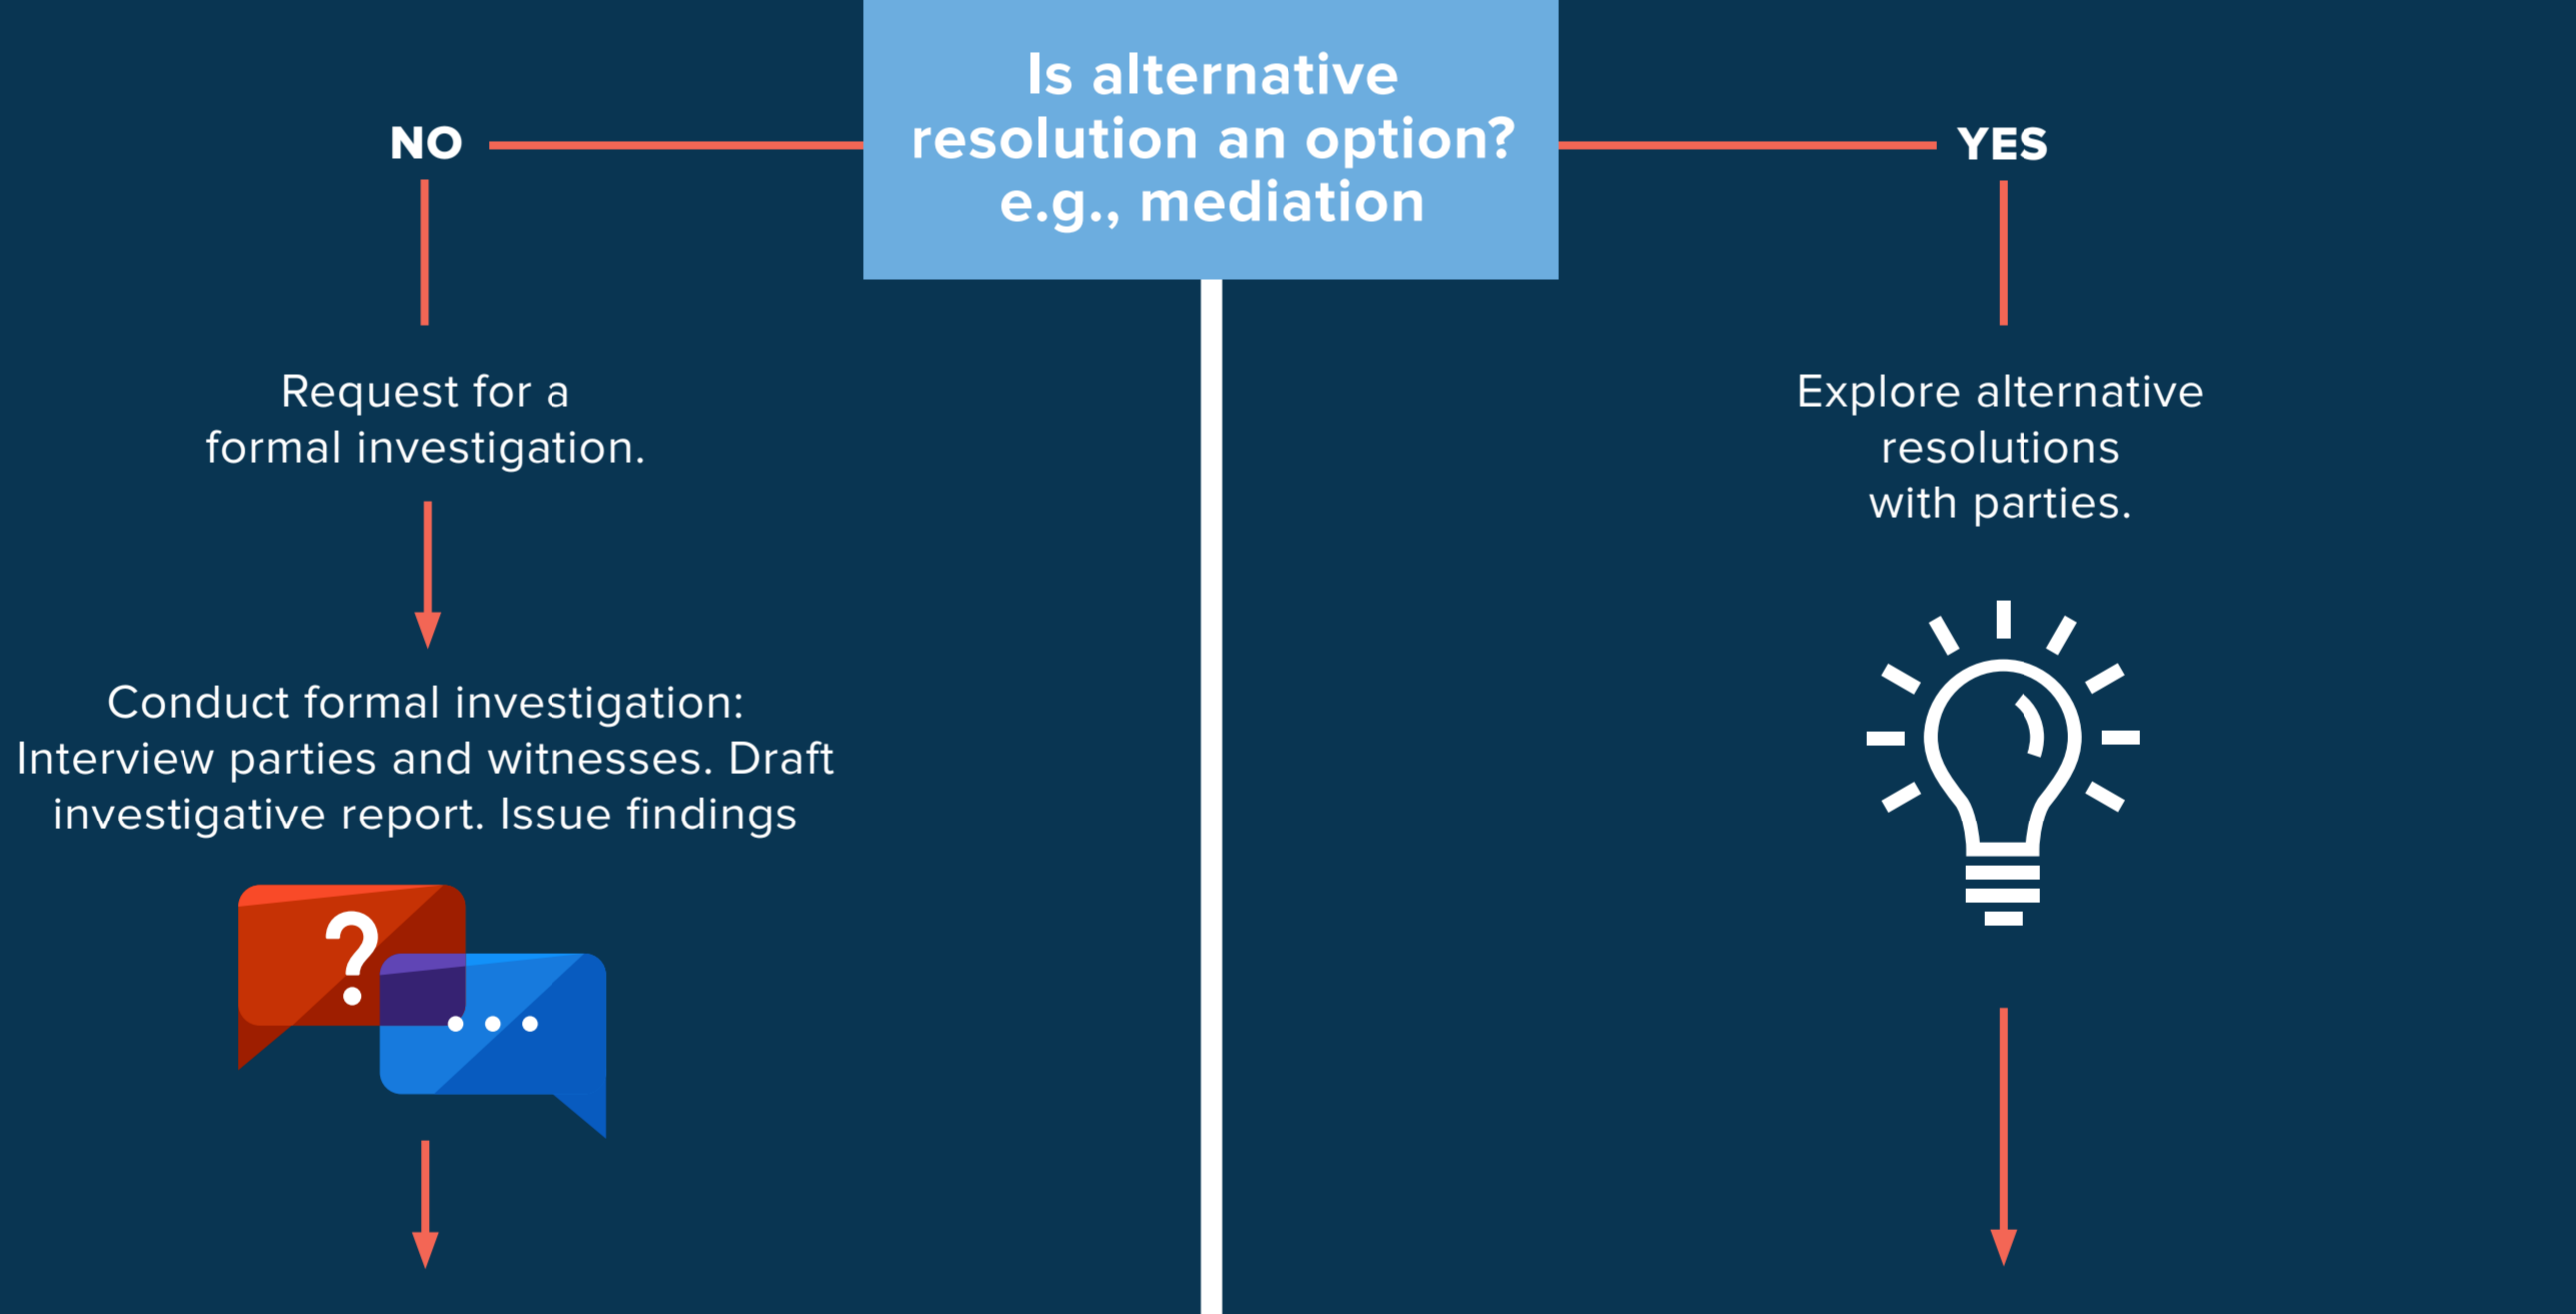 Is alternative
resolution an option?
e.g., mediation
NO
YES
Request for a
formal investigation.
Conduct formal investigation:
Interview parties and witnesses. Draft
investigative report. Issue findings
?
...
Explore alternative
resolutions
with parties.